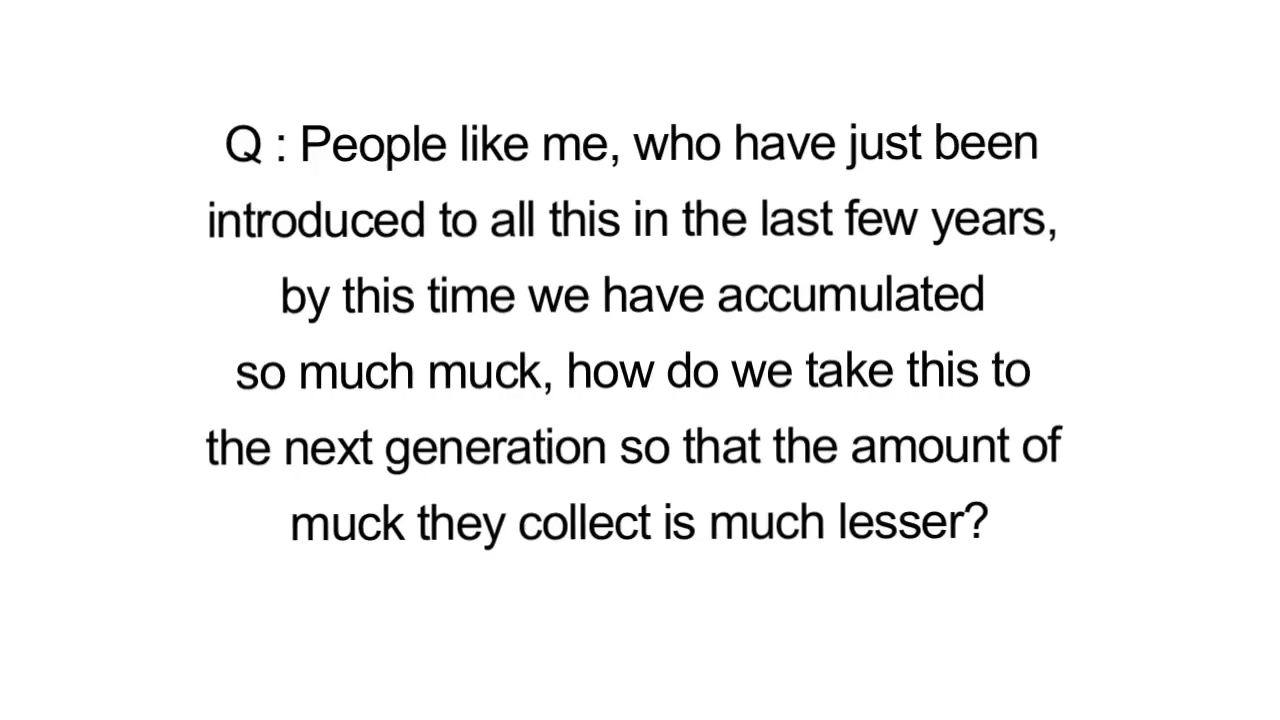 Q : People like me, who have just been
introduced to all this in the last few years,
by this time we have accumulated
so much muck, how do we take this to
the next generation so that the amount of
muck they collect is much lesser?